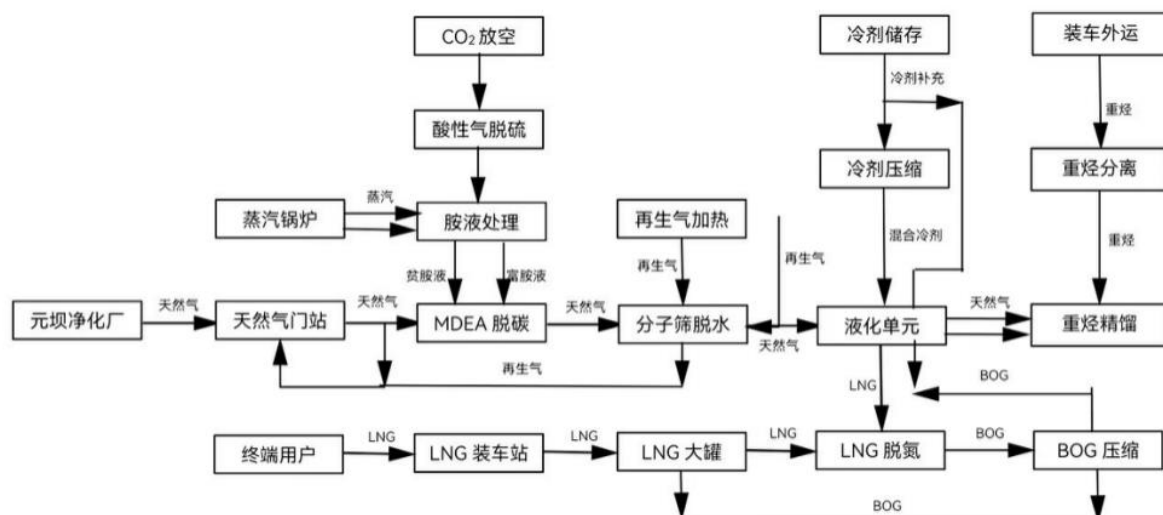 CO₂ 放空
冷剂储存
装车外运
冷剂补充
重烃
酸性气脱硫
冷剂压缩
重烃分离
蒸汽
蒸汽锅炉
胺液处理
再生气加热
混合冷剂
重烃
再生气
贫胺液
富胺液
再生气
天然气
天然气
天然气
天然气
元坝净化厂
天然气门站
MDEA 脱碳
分子筛脱水
液化单元
重烃精馏
天然气
再生气
LNG
BOG
LNG
LNG
LNG
BOG
终端用户
LNG 装车站
LNG 大罐
LNG 脱氮
BOG 压缩
BOG